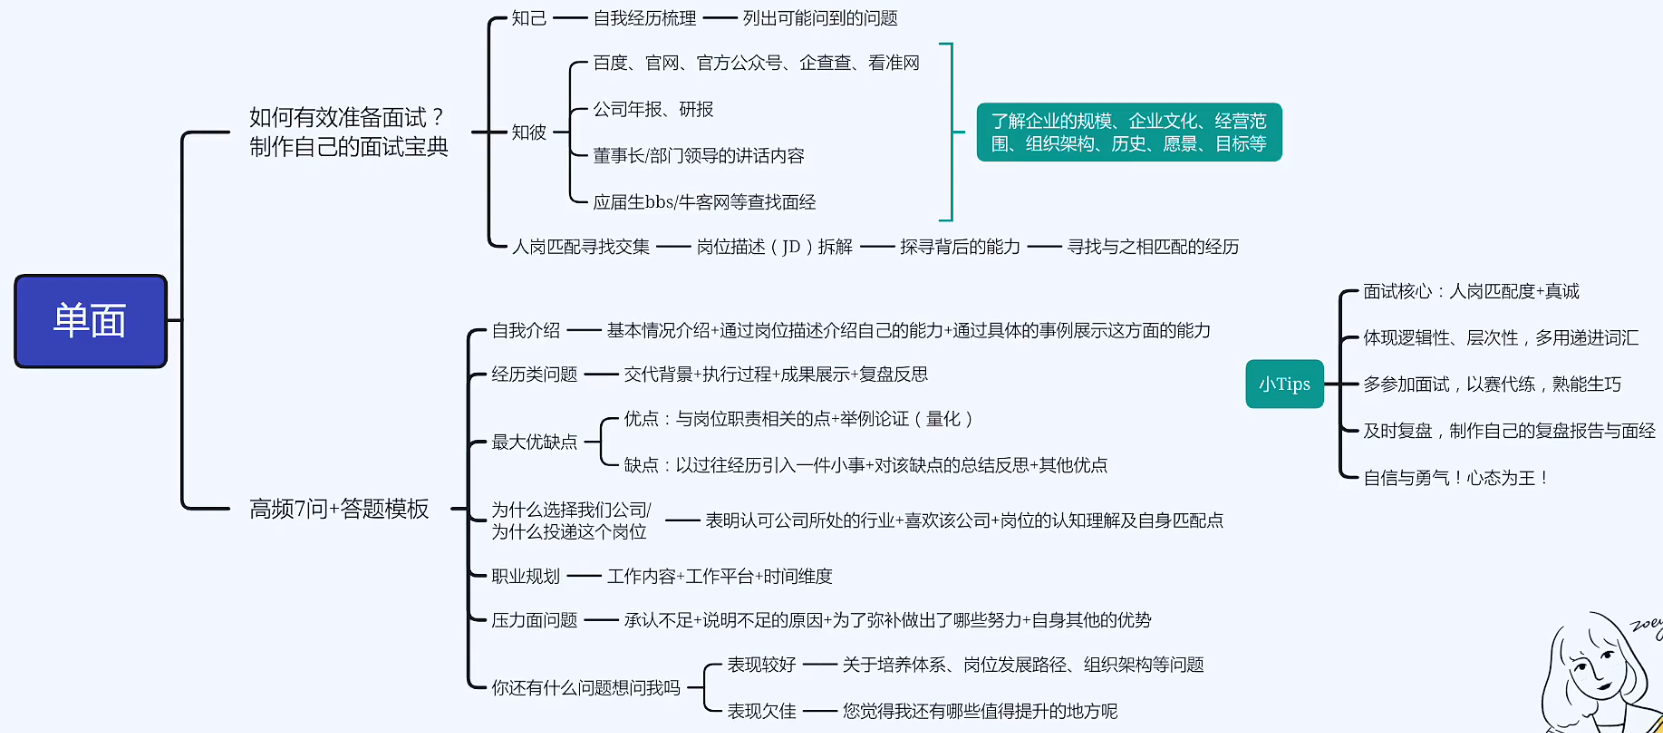 单面
如何有效准备面试？
制作自己的面试宝典
知己
自我经历梳理
列出可能问到的问题
知彼
百度、官网、官方公众号、企查查、看准网
公司年报、研报
董事长/部门领导的讲话内容
应届生bbs/牛客网等查找面经
了解企业的规模、企业文化、经营范
围、组织架构、历史、愿景、目标等
人岗匹配寻找交集
岗位描述（JD）拆解
探寻背后的能力
寻找与之相匹配的经历
高频7问+答题模板
自我介绍
基本情况介绍+通过岗位描述介绍自己的能力+通过具体的事例展示这方面的能力
经历类问题
交代背景+执行过程+成果展示+复盘反思
最大优缺点
优点：与岗位职责相关的点+举例论证（量化）
缺点：以过往经历引入一件小事+对该缺点的总结反思+其他优点
为什么选择我们公司/
为什么投递这个岗位
表明认可公司所处的行业+喜欢该公司+岗位的认知理解及自身匹配点
职业规划
工作内容+工作平台+时间维度
压力面问题
承认不足+说明不足的原因+为了弥补做出了哪些努力+自身其他的优势
你还有什么问题想问我吗
表现较好
关于培养体系、岗位发展路径、组织架构等问题
表现欠佳
您觉得我还有哪些值得提升的地方呢
小Tips
面试核心：人岗匹配度+真诚
体现逻辑性、层次性，多用递进词汇
多参加面试，以赛代练，熟能生巧
及时复盘，制作自己的复盘报告与面经
自信与勇气！心态为王！
zoey